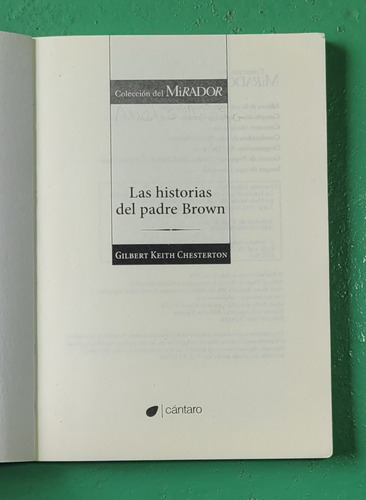 Colección del MiRADOR
Las historias
del padre Brown
GILBERT KEITH CHESTERTON
cántaro